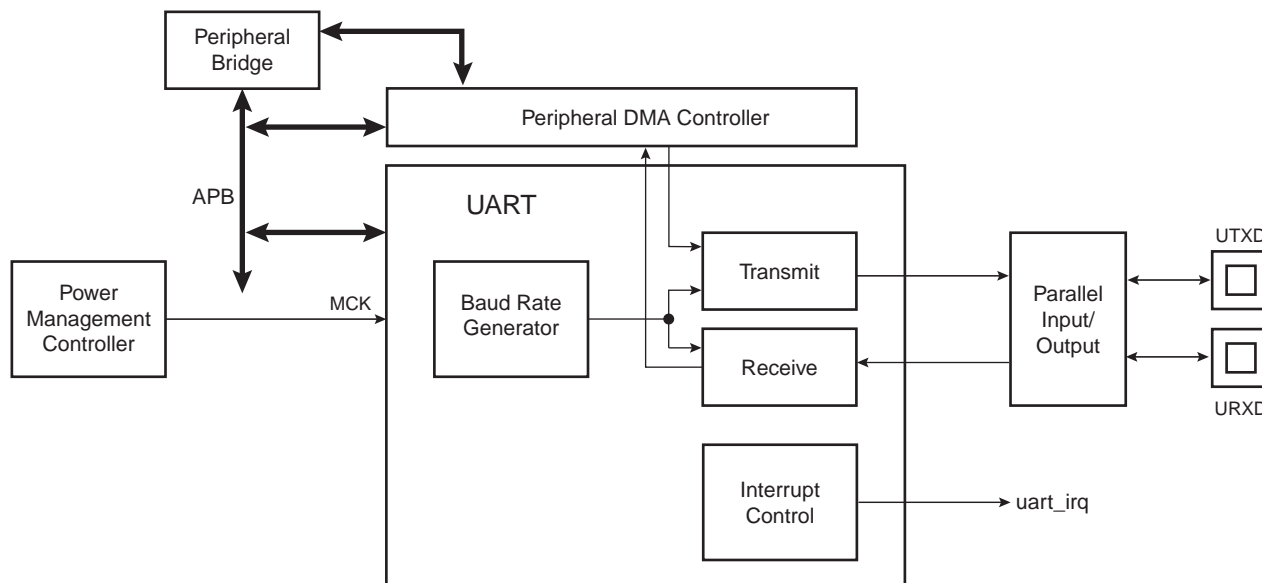 Peripheral
Bridge
Peripheral DMA Controller
APB
UART
UTXD
Transmit
Power
Management
Controller
MCK
Baud Rate
Generator
Parallel
Input/
Output
Receive
URXD
Interrupt
Control
uart_irq